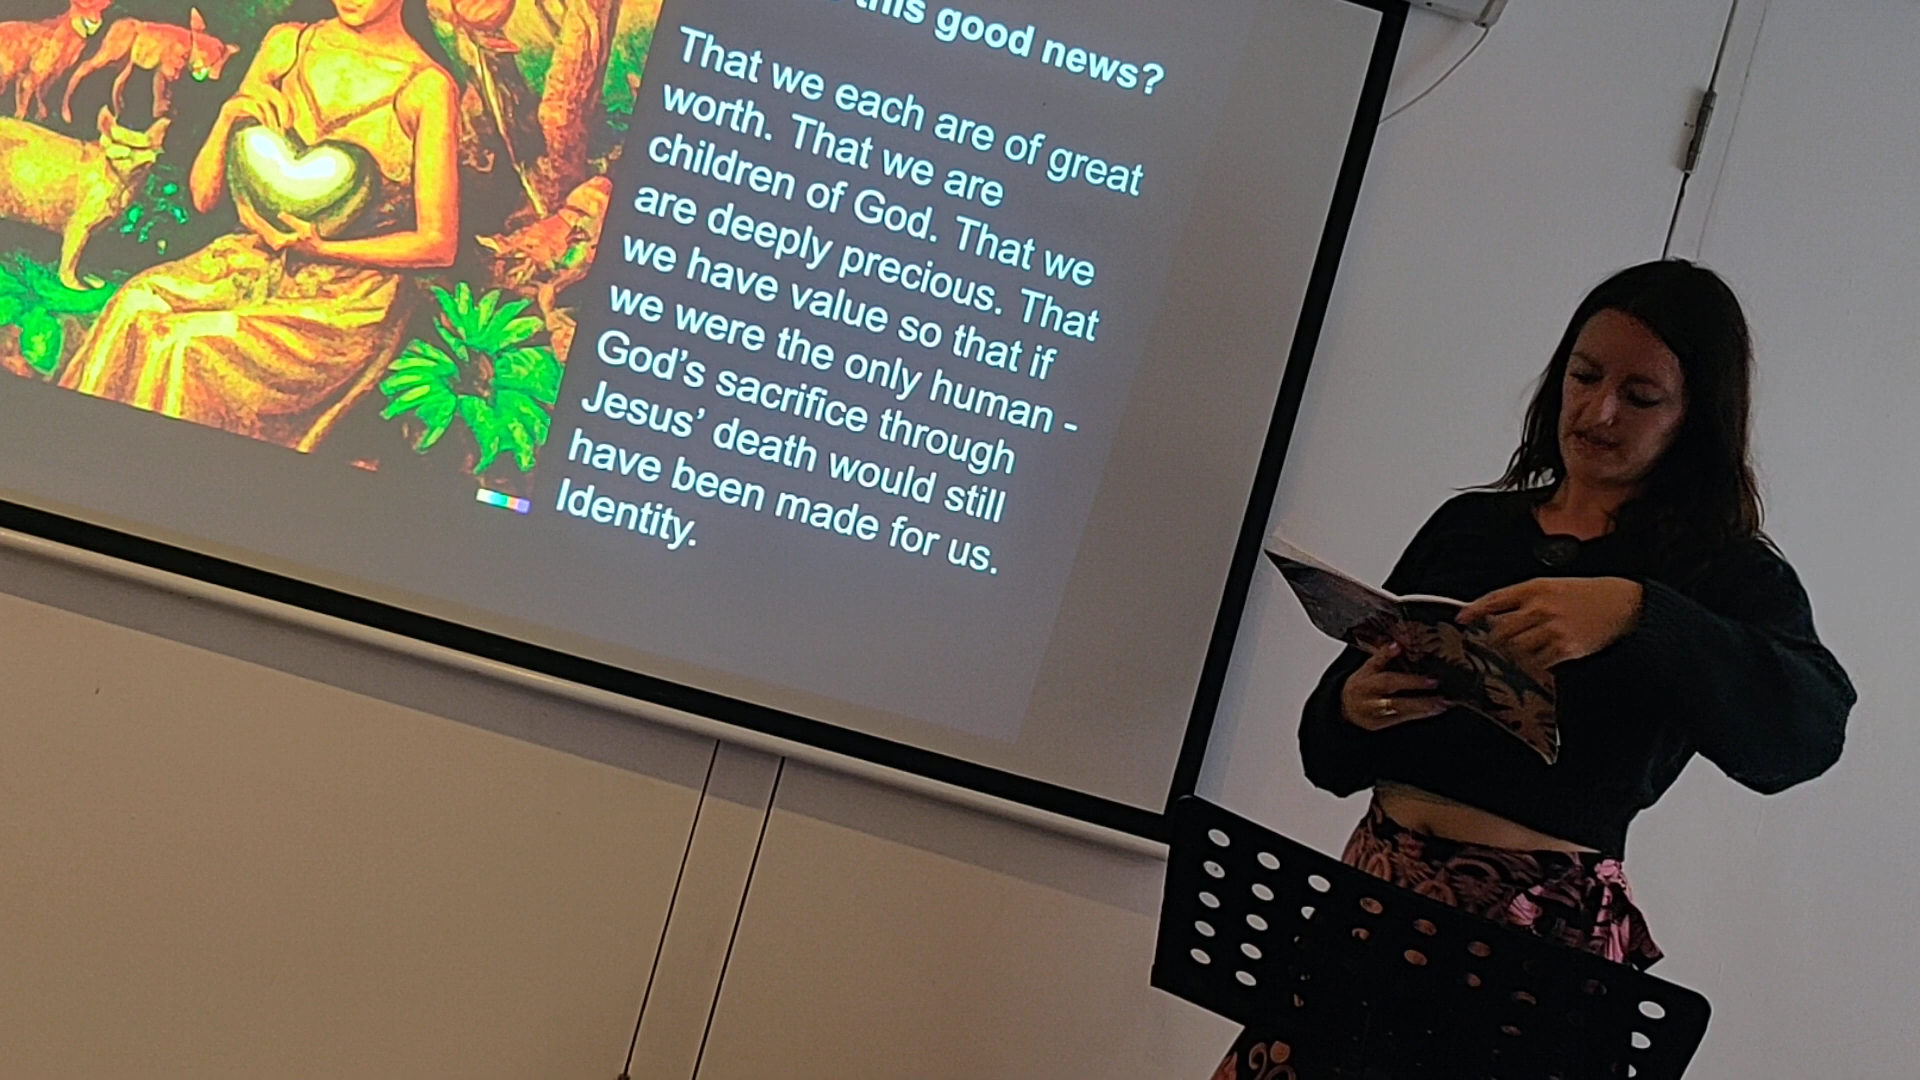 this good news?
That we each are of great
worth. That we are
children of God. That we
are deeply precious. That
we have value so that if
we were the only human -
God's sacrifice through
Jesus' death would still
have been made for us.
Identity.